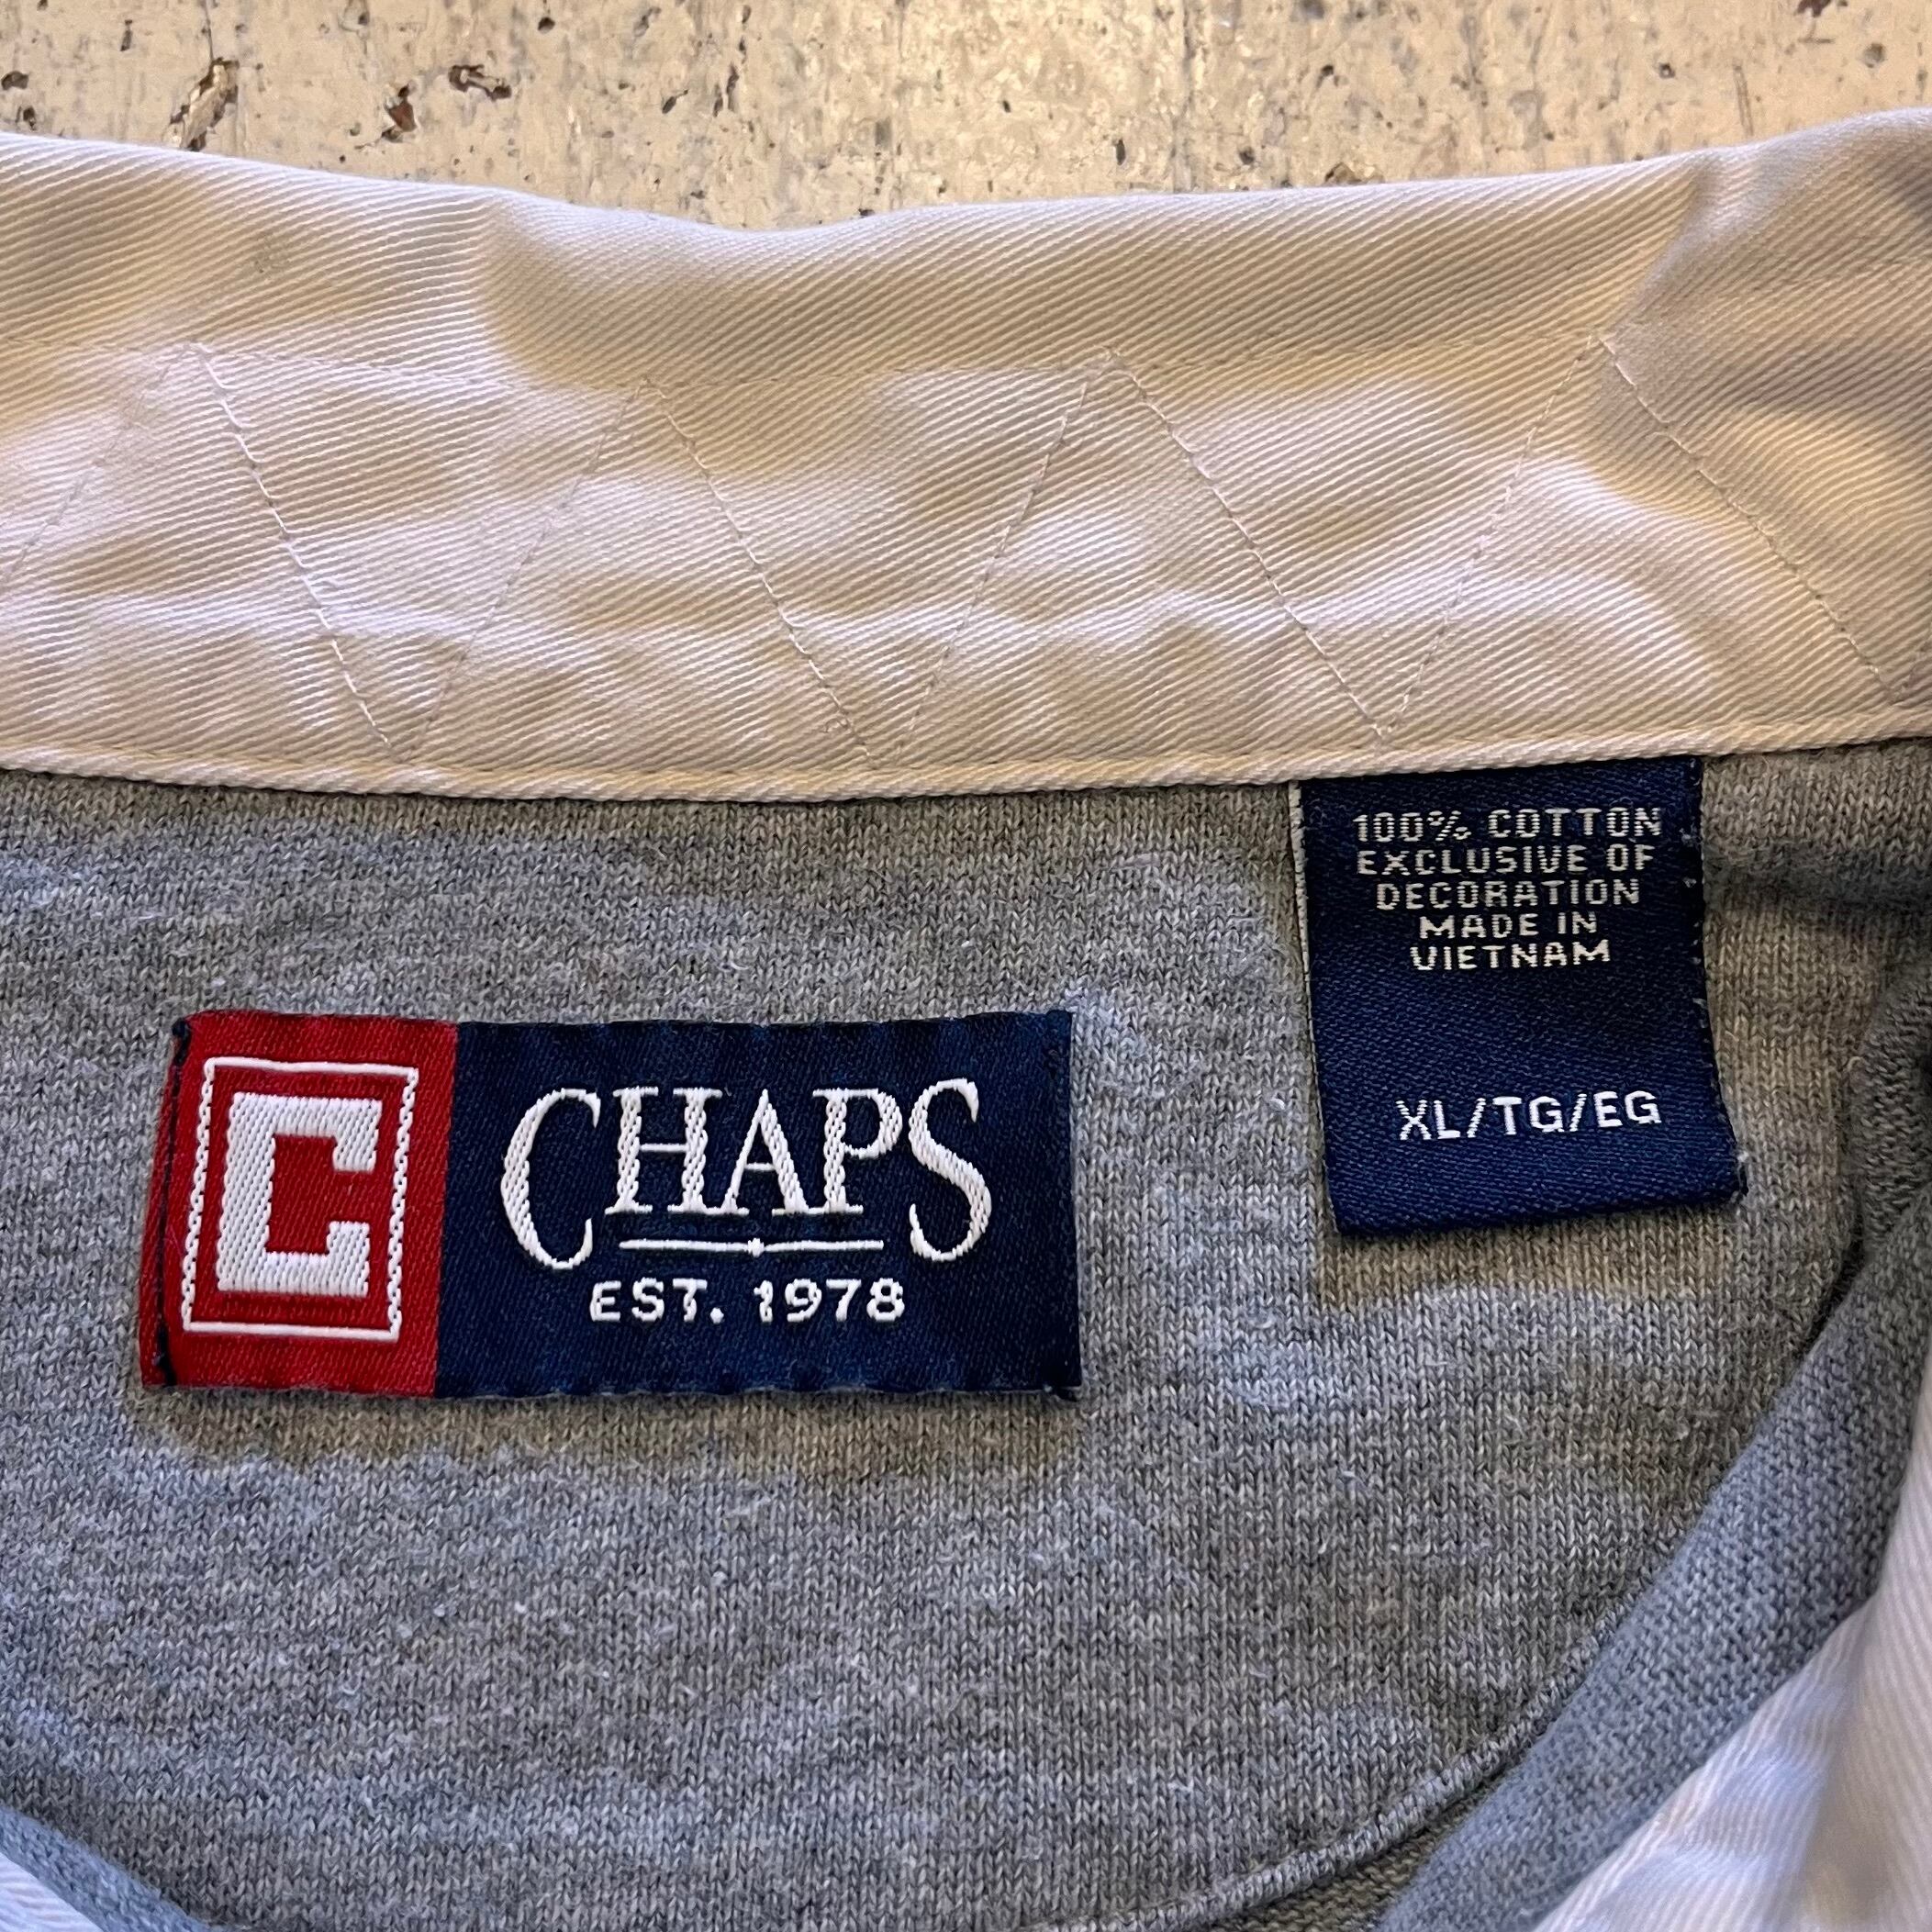 100% COTTON
EXCLUSIVE OF
DECORATION
MADE IN
VIETNAM
XL/TG/EG
C
CHAPS
EST. 1978